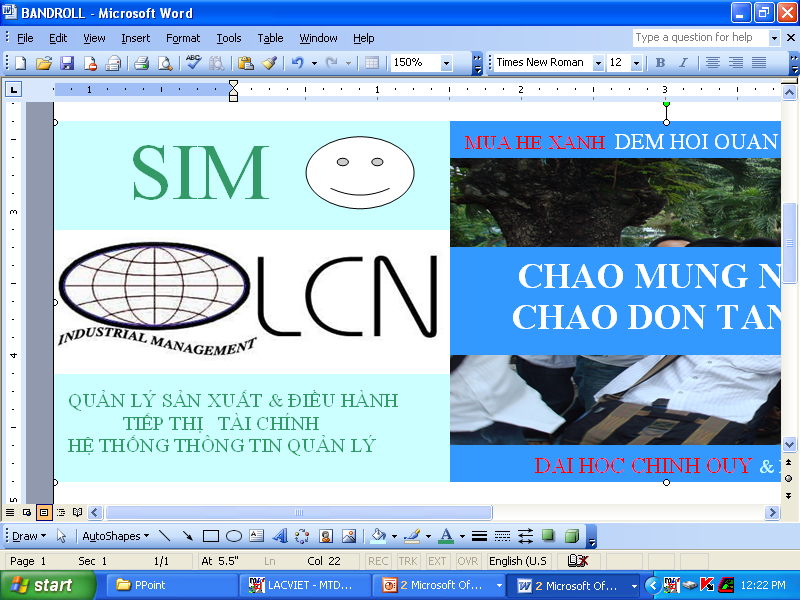 BANDROLL - Microsoft Word
File Edit View Insert Format Tools Table Window Help
Type a question for help
150%
Times New Roman
12
B I
L
1 1 2 3
SIM
MUA HE XANH DEM HOI QUAN
LCN
INDUSTRIAL MANAGEMENT
CHAO MUNG N
CHAO DON TAN
QUẢN LÝ SẢN XUẤT & ĐIỀU HÀNH
TIẾP THỊ TÀI CHÍNH
HỆ THỐNG THÔNG TIN QUẢN LÝ
DAI HOC CHINH QUY &
3
4
5
Draw AutoShapes
Page 1 Sec 1 1/1 At 5.5" Ln Col 22 REC TRK EXT OVR English (U.S
start PPoint LACVIET - MTD... 2 Microsoft Of... 2 Microsoft Of... 12:22 PM